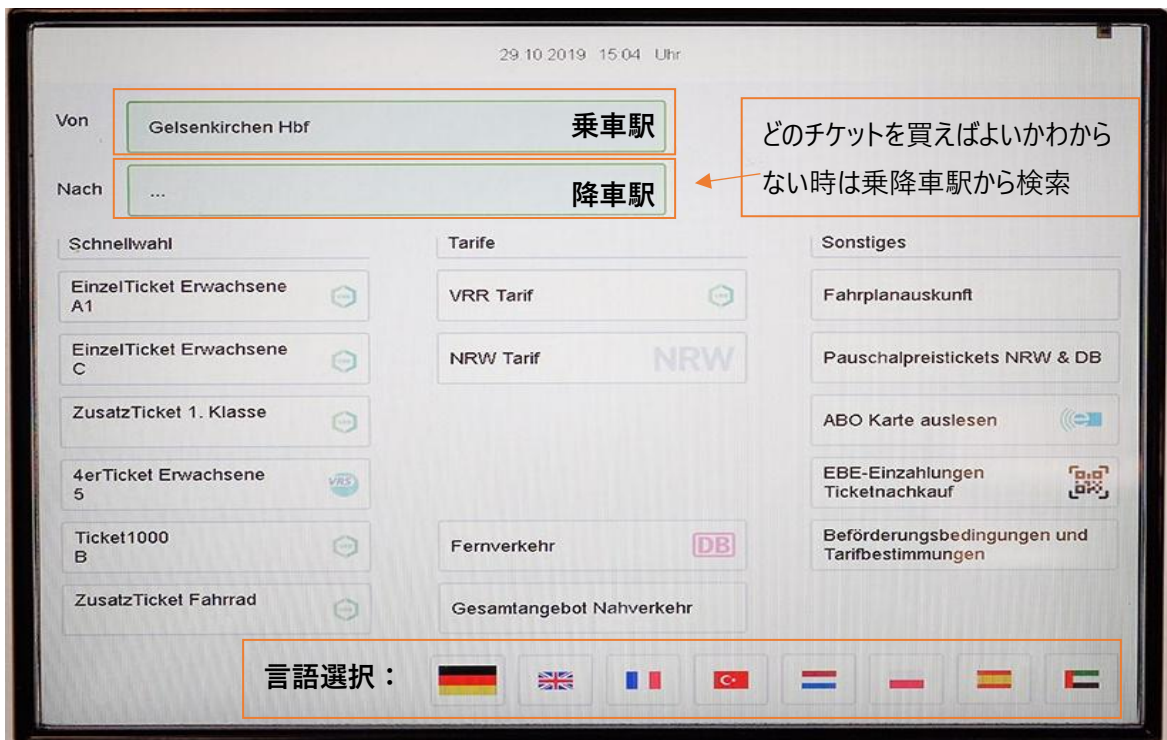 29.10.2019 15:04 Uhr
Von
Gelsenkirchen Hbf
乗車駅
Nach
...
降車駅
どのチケットを買えばよいかわから
ない時は乗降車駅から検索
Schnellwahl
EinzelTicket Erwachsene
A1
EinzelTicket Erwachsene
C
ZusatzTicket 1. Klasse
4erTicket Erwachsene
5
VRS
Ticket1000
B
ZusatzTicket Fahrrad
Tarife
VRR Tarif
NRW Tarif
NRW
Fernverkehr
DB
Gesamtangebot Nahverkehr
Sonstiges
Fahrplanauskunft
Pauschalpreistickets NRW & DB
ABO Karte auslesen
EBE-Einzahlungen
Ticketnachkauf
Beförderungsbedingungen und
Tarifbestimmungen
言語選択：